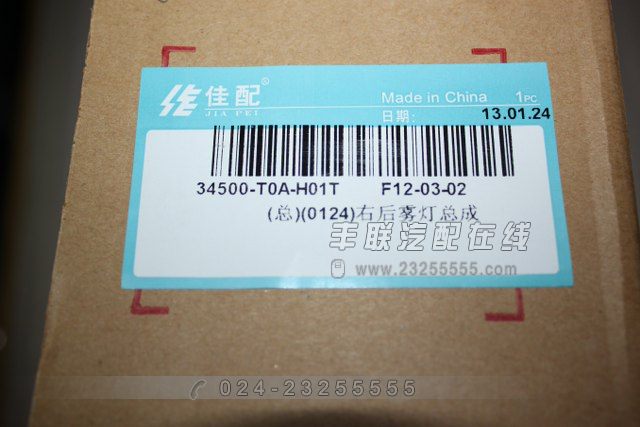 佳配®
JIA PEI
Made in China 1PC
日期: 13.01.24
34500-T0A-H01T F12-03-02
(总)(0124)右后雾灯总成
丰联汽配在线
www.23255555.com
024-23255555